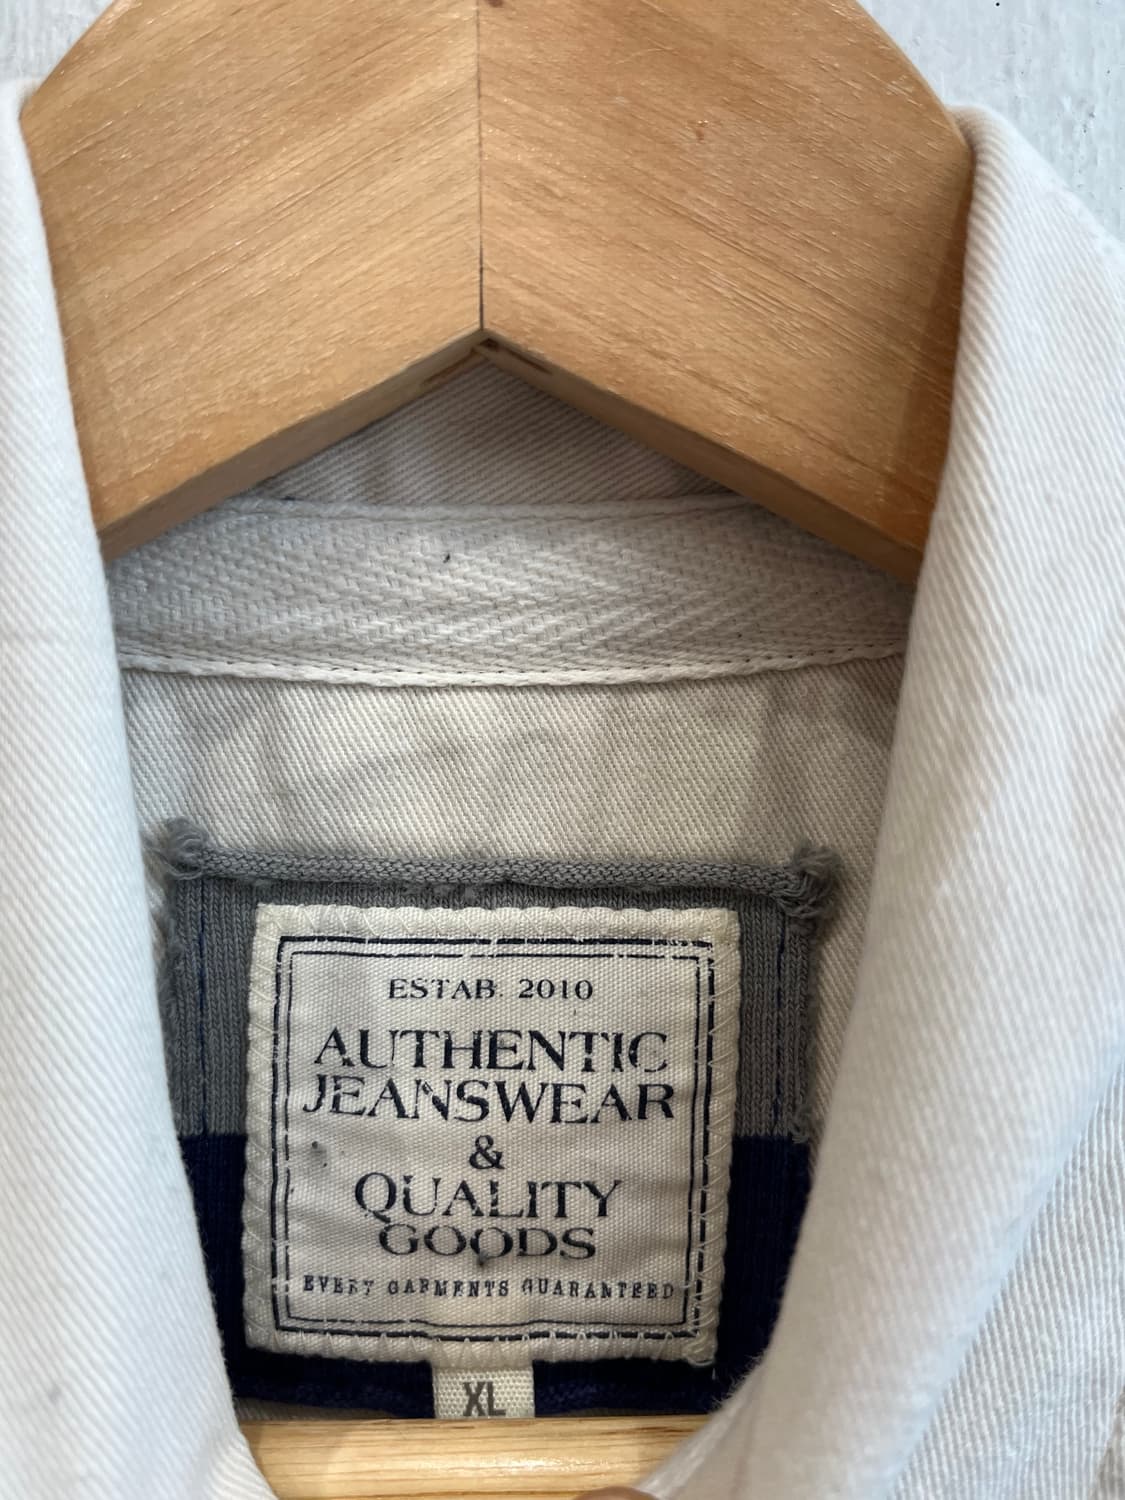 ESTAB. 2010
AUTHENTIC
JEANSWEAR
&
QUALITY
GOODS
EVERY GARMENTS GUARANTEED
XL